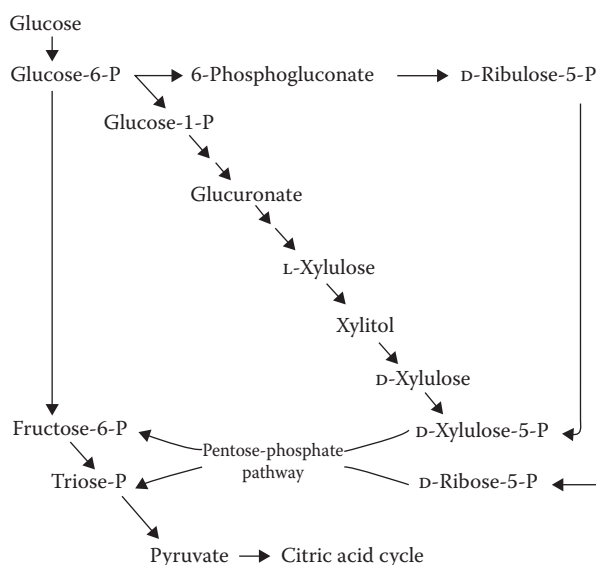 Glucose
Glucose-6-P
6-Phosphogluconate
D-Ribulose-5-P
Glucose-1-P
Glucuronate
L-Xylulose
Xylitol
D-Xylulose
Fructose-6-P
D-Xylulose-5-P
Pentose-phosphate
pathway
Triose-P
D-Ribose-5-P
Pyruvate
Citric acid cycle